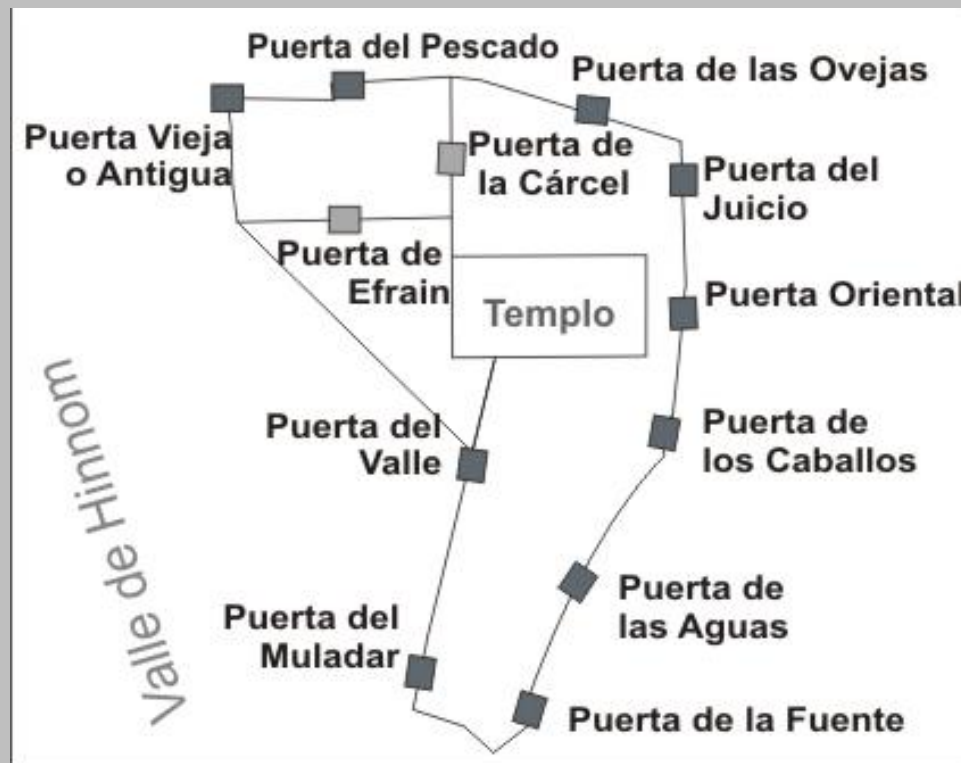 Puerta del Pescado
Puerta de las Ovejas
Puerta Vieja
o Antigua
Puerta de
la Cárcel
Puerta del
Juicio
Puerta de
Efrain
Templo
Puerta Oriental
Valle de Hinnom
Puerta del
Valle
Puerta de
los Caballos
Puerta de
las Aguas
Puerta del
Muladar
Puerta de la Fuente